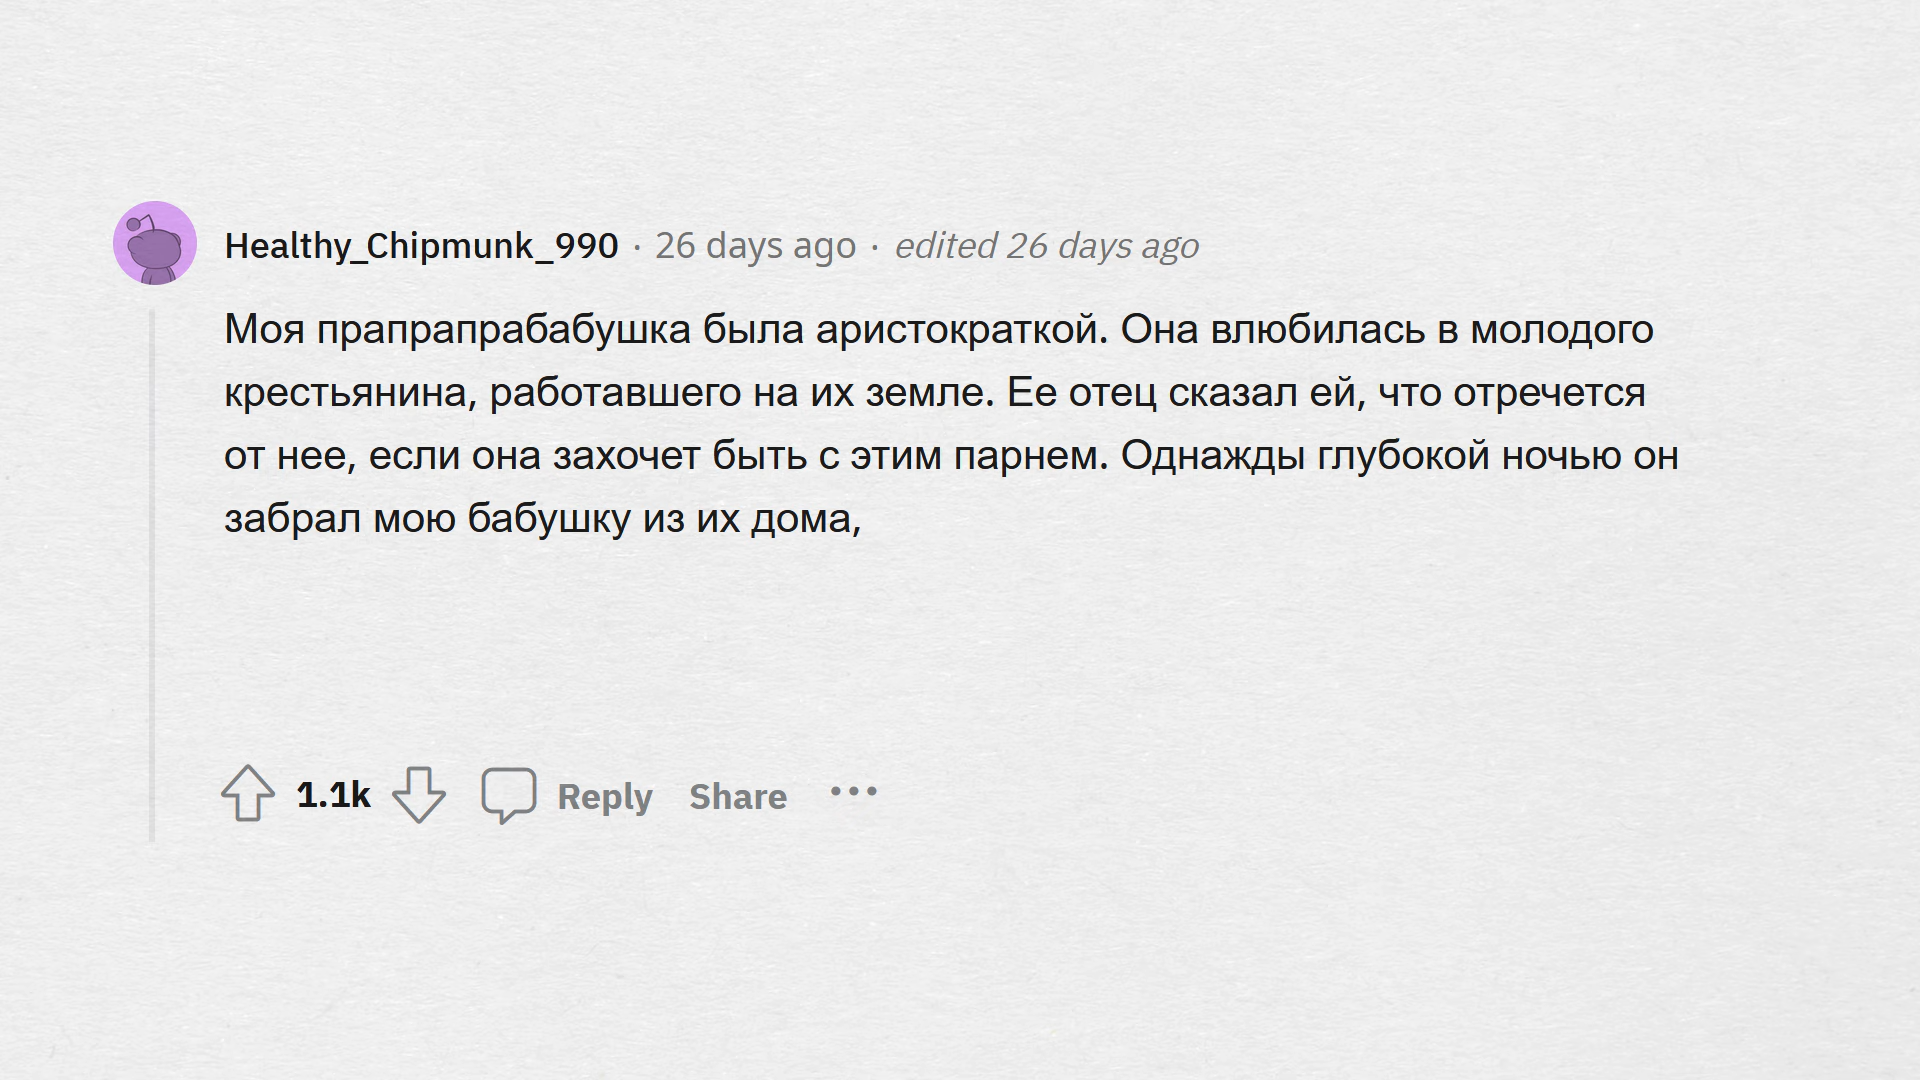 Healthy_Chipmunk_990 · 26 days ago · edited 26 days ago
Моя прапрапрабабушка была аристократкой. Она влюбилась в молодого
крестьянина, работавшего на их земле. Ее отец сказал ей, что отречется
от нее, если она захочет быть с этим парнем. Однажды глубокой ночью он
забрал мою бабушку из их дома,
1.1k Reply Share ...